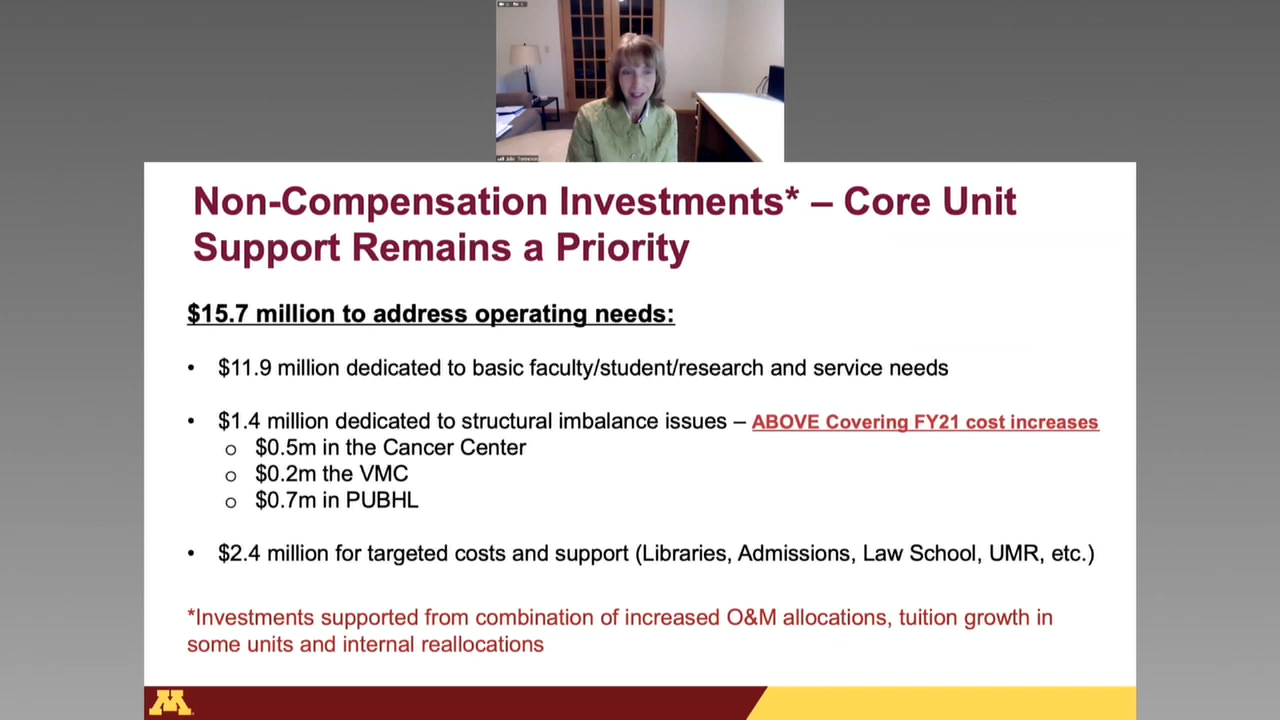 Non-Compensation Investments* – Core Unit
Support Remains a Priority
$15.7 million to address operating needs:
• $11.9 million dedicated to basic faculty/student/research and service needs
• $1.4 million dedicated to structural imbalance issues – ABOVE Covering FY21 cost increases
o $0.5m in the Cancer Center
o $0.2m the VMC
o $0.7m in PUBHL
• $2.4 million for targeted costs and support (Libraries, Admissions, Law School, UMR, etc.)
*Investments supported from combination of increased O&M allocations, tuition growth in
some units and internal reallocations
M